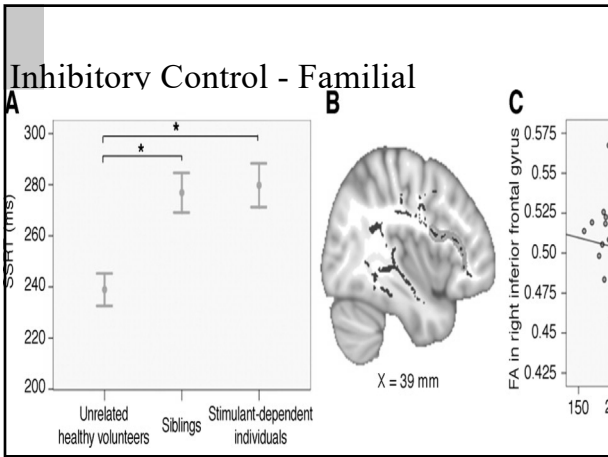 Inhibitory Control - Familial
A
SSRT (ms)
300
280
260
240
220
200
*
*
Unrelated
healthy volunteers
Siblings
Stimulant-dependent
individuals
B
X = 39 mm
C
FA in right inferior frontal gyrus
0.575
0.55
0.525
0.50
0.475
0.45
0.425
150